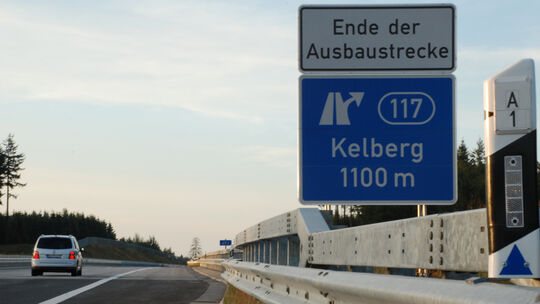 Ende der
Ausbaustrecke
117
Kelberg
1100 m
A
1